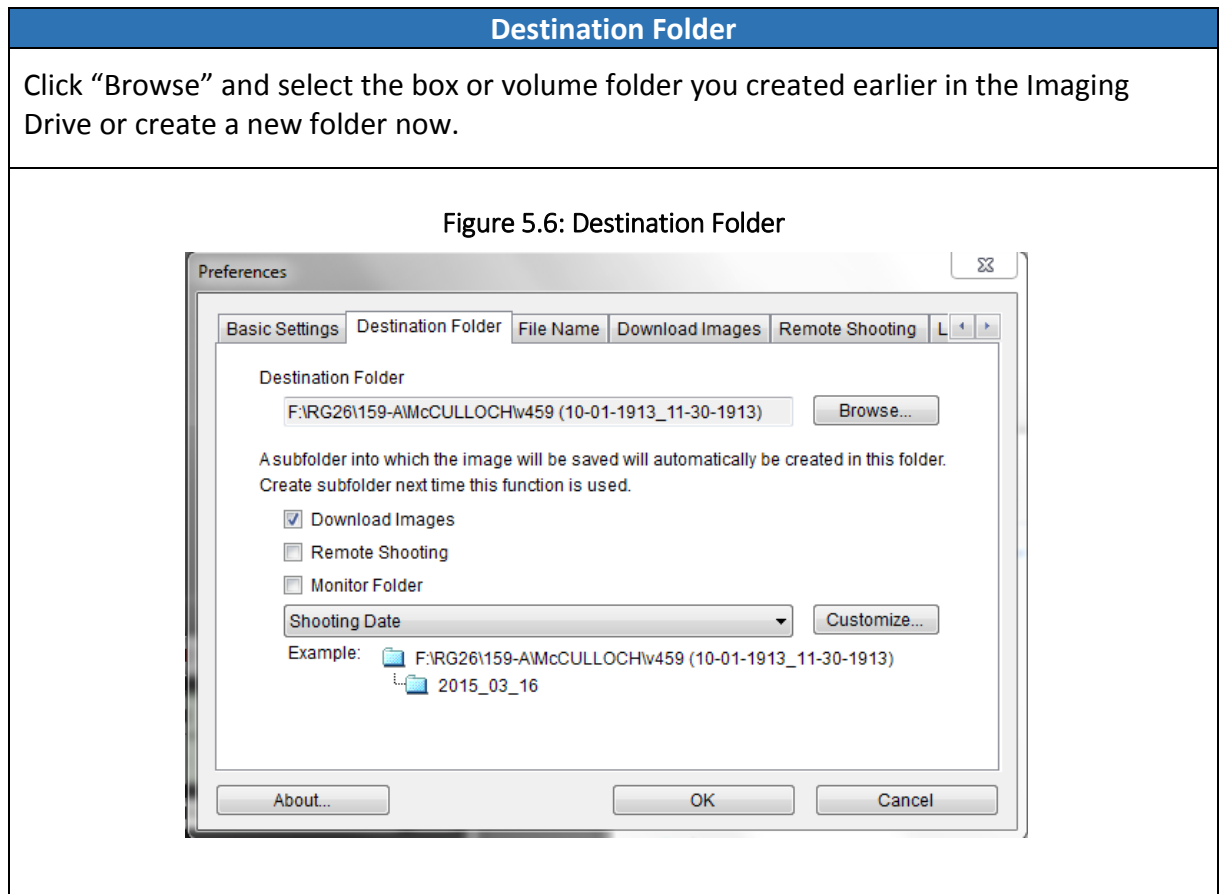 Destination Folder
Click “Browse” and select the box or volume folder you created earlier in the Imaging
Drive or create a new folder now.
Figure 5.6: Destination Folder
Preferences
Basic Settings Destination Folder File Name Download Images Remote Shooting L
Destination Folder
F:\RG26\159-A\McCULLOCH\v459 (10-01-1913_11-30-1913) Browse...
A subfolder into which the image will be saved will automatically be created in this folder.
Create subfolder next time this function is used.
Download Images
Remote Shooting
Monitor Folder
Shooting Date Customize...
Example: F:\RG26\159-A\McCULLOCH\v459 (10-01-1913_11-30-1913)
2015_03_16
About... OK Cancel